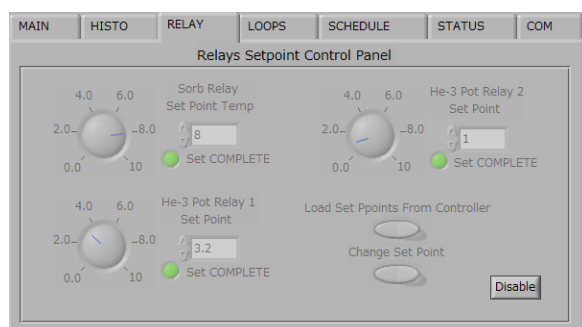 MAIN HISTO RELAY LOOPS SCHEDULE STATUS COM
Relays Setpoint Control Panel
4.0 6.0
2.0 8.0
0.0 10
Sorb Relay
Set Point Temp
8
Set COMPLETE
4.0 6.0
2.0 8.0
0.0 10
He-3 Pot Relay 2
Set Point
1
Set COMPLETE
4.0 6.0
2.0 8.0
0.0 10
He-3 Pot Relay 1
Set Point
3.2
Set COMPLETE
Load Set Ppoints From Controller
Change Set Point
Disable